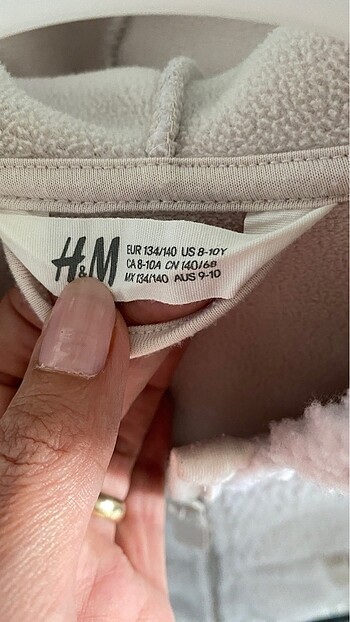 H&M
EUR 134/140 US 8-10Y
CA 8-10A CN 140/68
MX 134/140 AUS 9-10